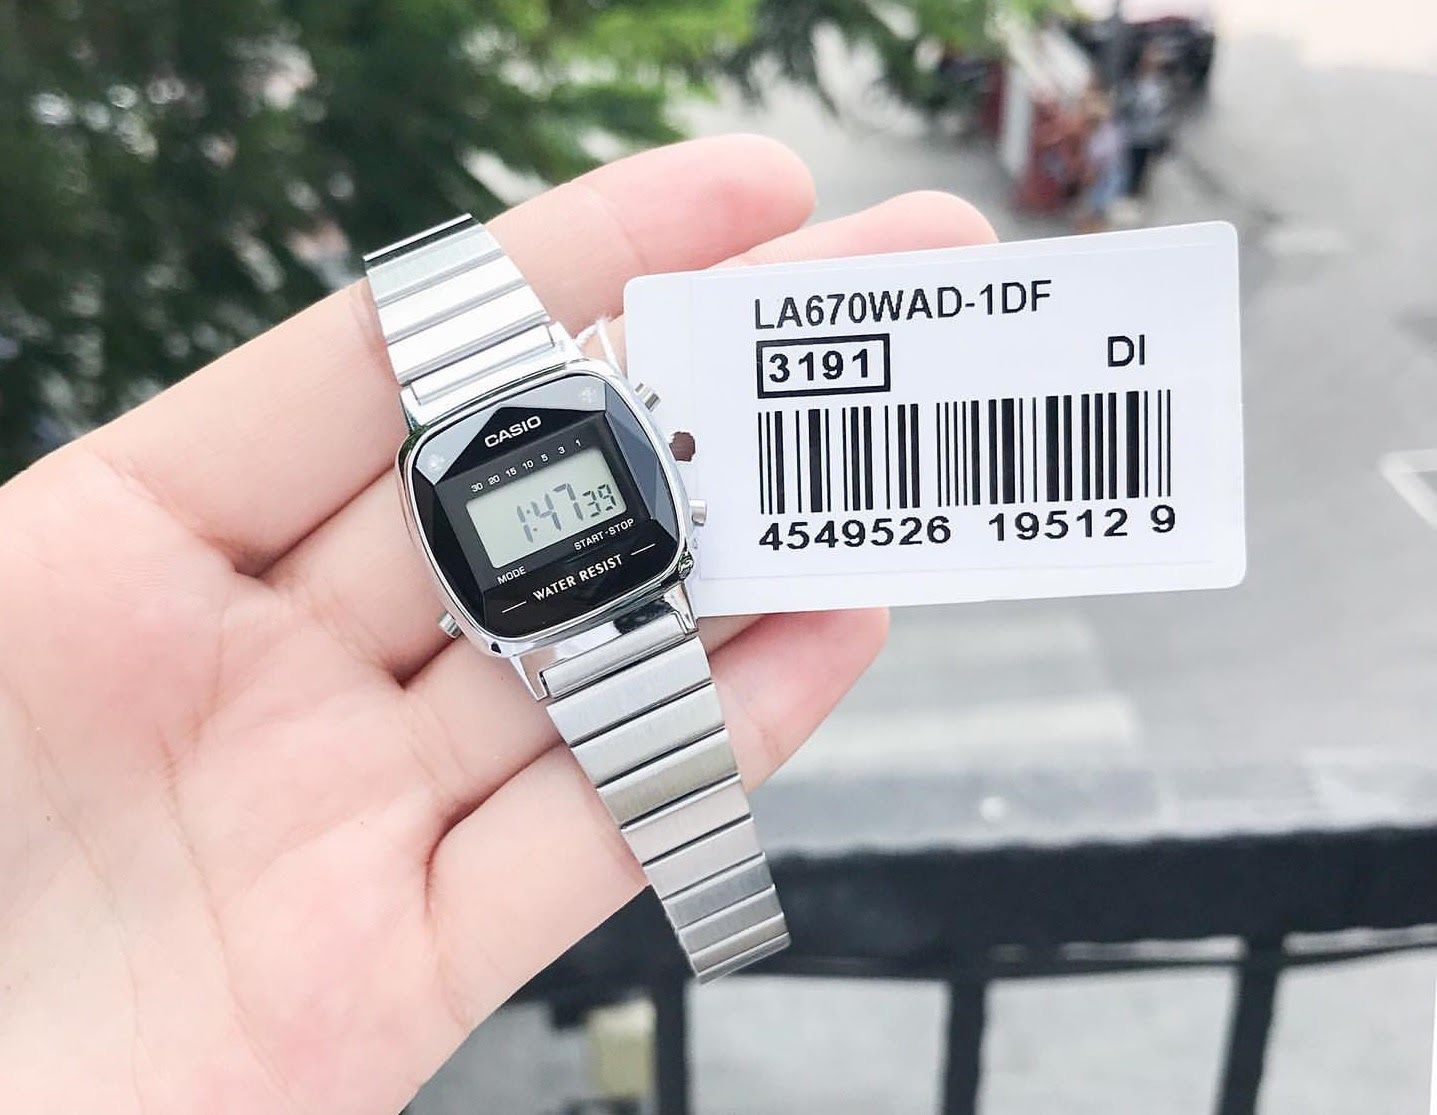 LA670WAD-1DF
3191 DI
4549526 19512 9
CASIO
30 20 15 10 5 3 1
1:47 39
START-STOP
MODE
WATER RESIST